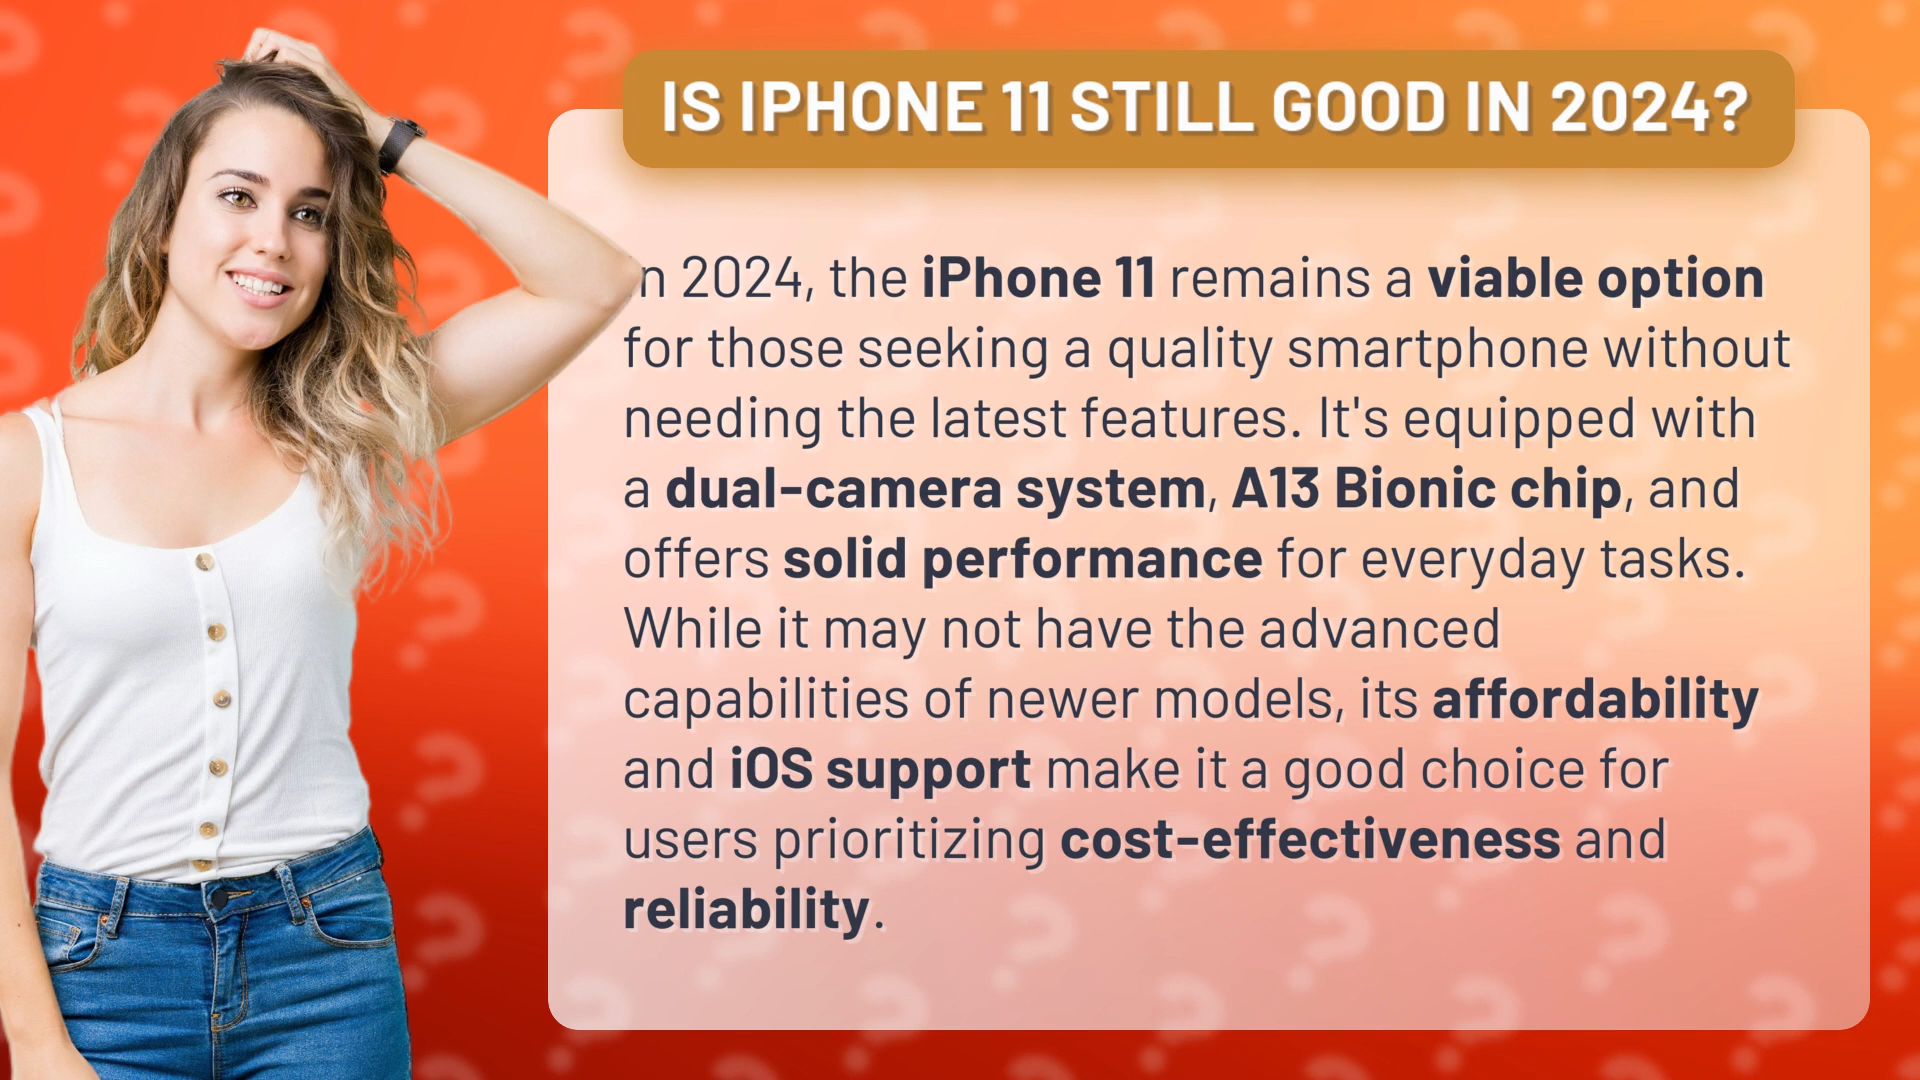 IS IPHONE 11 STILL GOOD IN 2024?
n 2024, the iPhone 11 remains a viable option
for those seeking a quality smartphone without
needing the latest features. It's equipped with
a dual-camera system, A13 Bionic chip, and
offers solid performance for everyday tasks.
While it may not have the advanced
capabilities of newer models, its affordability
and iOS support make it a good choice for
users prioritizing cost-effectiveness and
reliability.